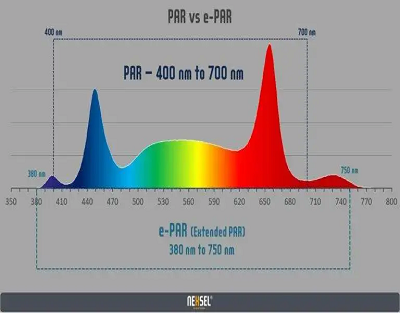 PAR vs e-PAR
400 nm
700 nm
PAR – 400 nm to 700 nm
380 nm
750 nm
350 380 410 440 470 500 530 560 590 620 650 680 710 740 770 800
e-PAR (Extended PAR)
380 nm to 750 nm
NEXSEL